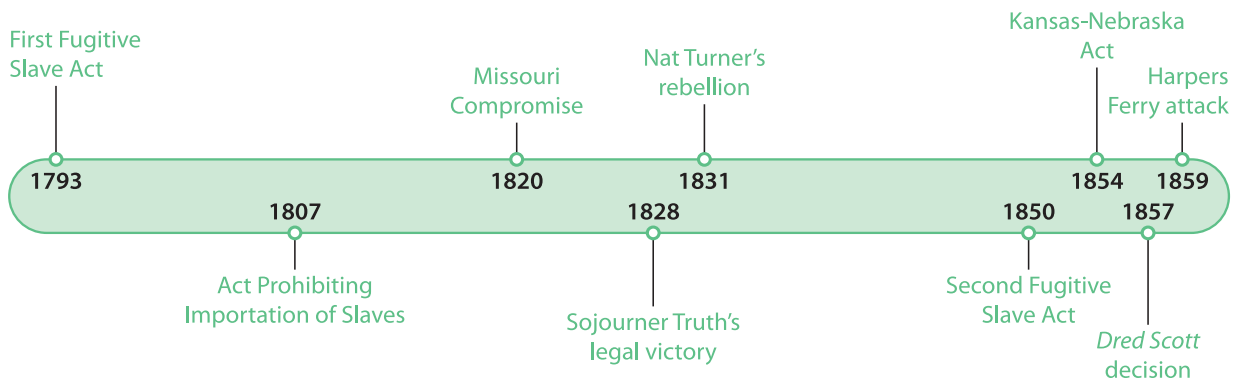 First Fugitive
Slave Act
Missouri
Compromise
Nat Turner’s
rebellion
Kansas-Nebraska
Act
Harpers
Ferry attack
1793
1820
1831
1854
1859
1807
1828
1850
1857
Act Prohibiting
Importation of Slaves
Sojourner Truth’s
legal victory
Second Fugitive
Slave Act
Dred Scott
decision